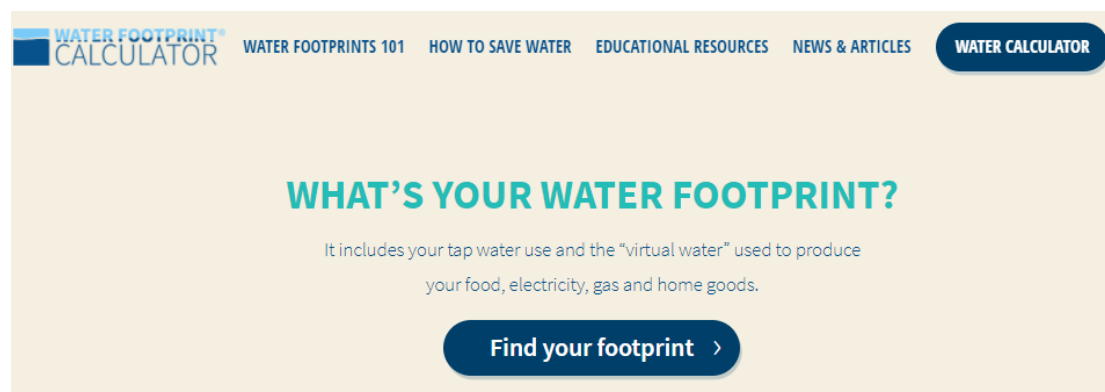 WATER FOOTPRINT®
CALCULATOR
WATER FOOTPRINTS 101
HOW TO SAVE WATER
EDUCATIONAL RESOURCES
NEWS & ARTICLES
WATER CALCULATOR
WHAT’S YOUR WATER FOOTPRINT?
It includes your tap water use and the “virtual water” used to produce
your food, electricity, gas and home goods.
Find your footprint ›